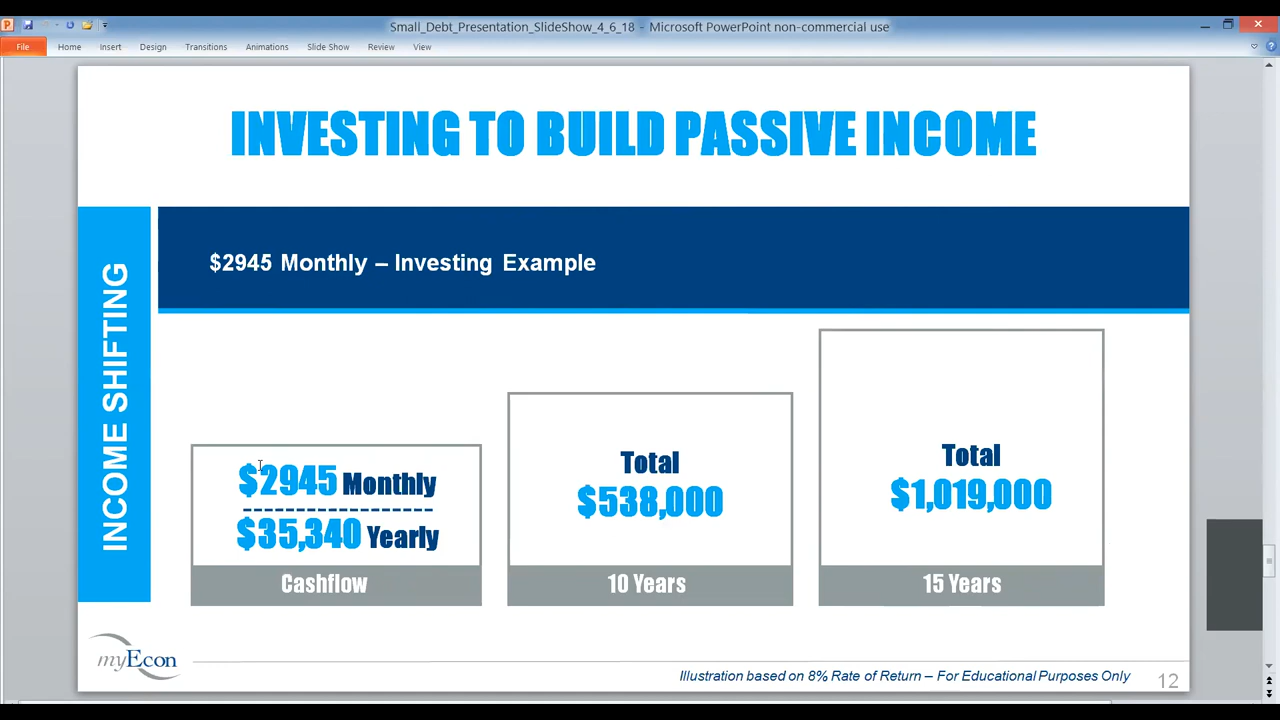 Small_Debt_Presentation_SlideShow_4_6_18 - Microsoft PowerPoint non-commercial use
File Home Insert Design Transitions Animations Slide Show Review View
INVESTING TO BUILD PASSIVE INCOME
INCOME SHIFTING
$2945 Monthly – Investing Example
$2945 Monthly
$35,340 Yearly
Cashflow
Total
$538,000
10 Years
Total
$1,019,000
15 Years
myEcon
Illustration based on 8% Rate of Return – For Educational Purposes Only
12